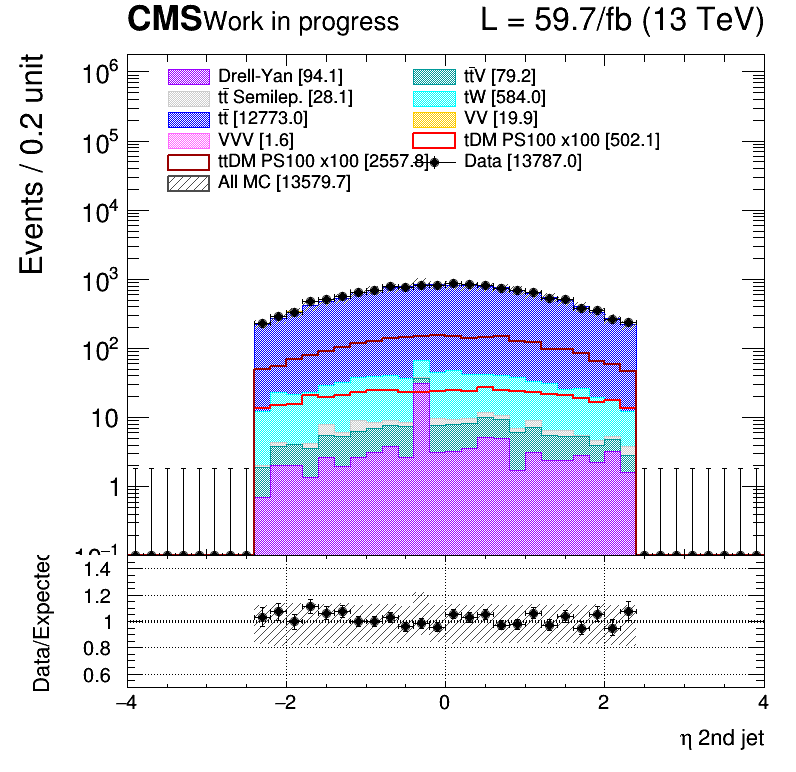 CMS Work in progress L = 59.7/fb (13 TeV)
Events / 0.2 unit
Drell-Yan [94.1] tt̄V [79.2]
tt̄ Semilep. [28.1] tW [584.0]
tt̄ [12773.0] VV [19.9]
VVV [1.6] tDM PS100 x100 [502.1]
ttDM PS100 x100 [2557.8] Data [13787.0]
All MC [13579.7]
10⁶
10⁵
10⁴
10³
10²
10
1
10⁻¹
Data/Expected
1.4
1.2
1
0.8
0.6
−4 −2 0 2 4
η 2nd jet